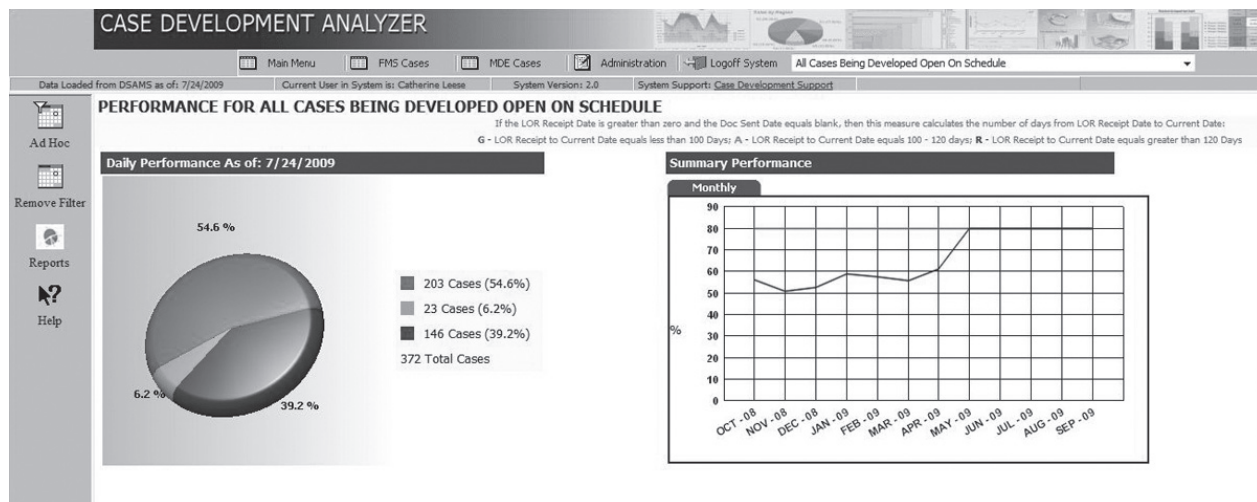 CASE DEVELOPMENT ANALYZER
Main Menu FMS Cases MDE Cases Administration Logoff System All Cases Being Developed Open On Schedule
Data Loaded from DSAMS as of: 7/24/2009 Current User in System is: Catherine Leese System Version: 2.0 System Support: Case Development Support
PERFORMANCE FOR ALL CASES BEING DEVELOPED OPEN ON SCHEDULE
If the LOR Receipt Date is greater than zero and the Doc Sent Date equals blank, then this measure calculates the number of days from LOR Receipt Date to Current Date:
G - LOR Receipt to Current Date equals less than 100 Days; A - LOR Receipt to Current Date equals 100 - 120 days; R - LOR Receipt to Current Date equals greater than 120 Days
Ad Hoc
Remove Filter
Reports
Help
Daily Performance As of: 7/24/2009
54.6 %
6.2 %
39.2 %
203 Cases (54.6%)
23 Cases (6.2%)
146 Cases (39.2%)
372 Total Cases
Summary Performance
Monthly
90
80
70
60
50
40
%
30
20
10
0
OCT - 08 NOV - 08 DEC - 08 JAN - 09 FEB - 09 MAR - 09 APR - 09 MAY - 09 JUN - 09 JUL - 09 AUG - 09 SEP - 09